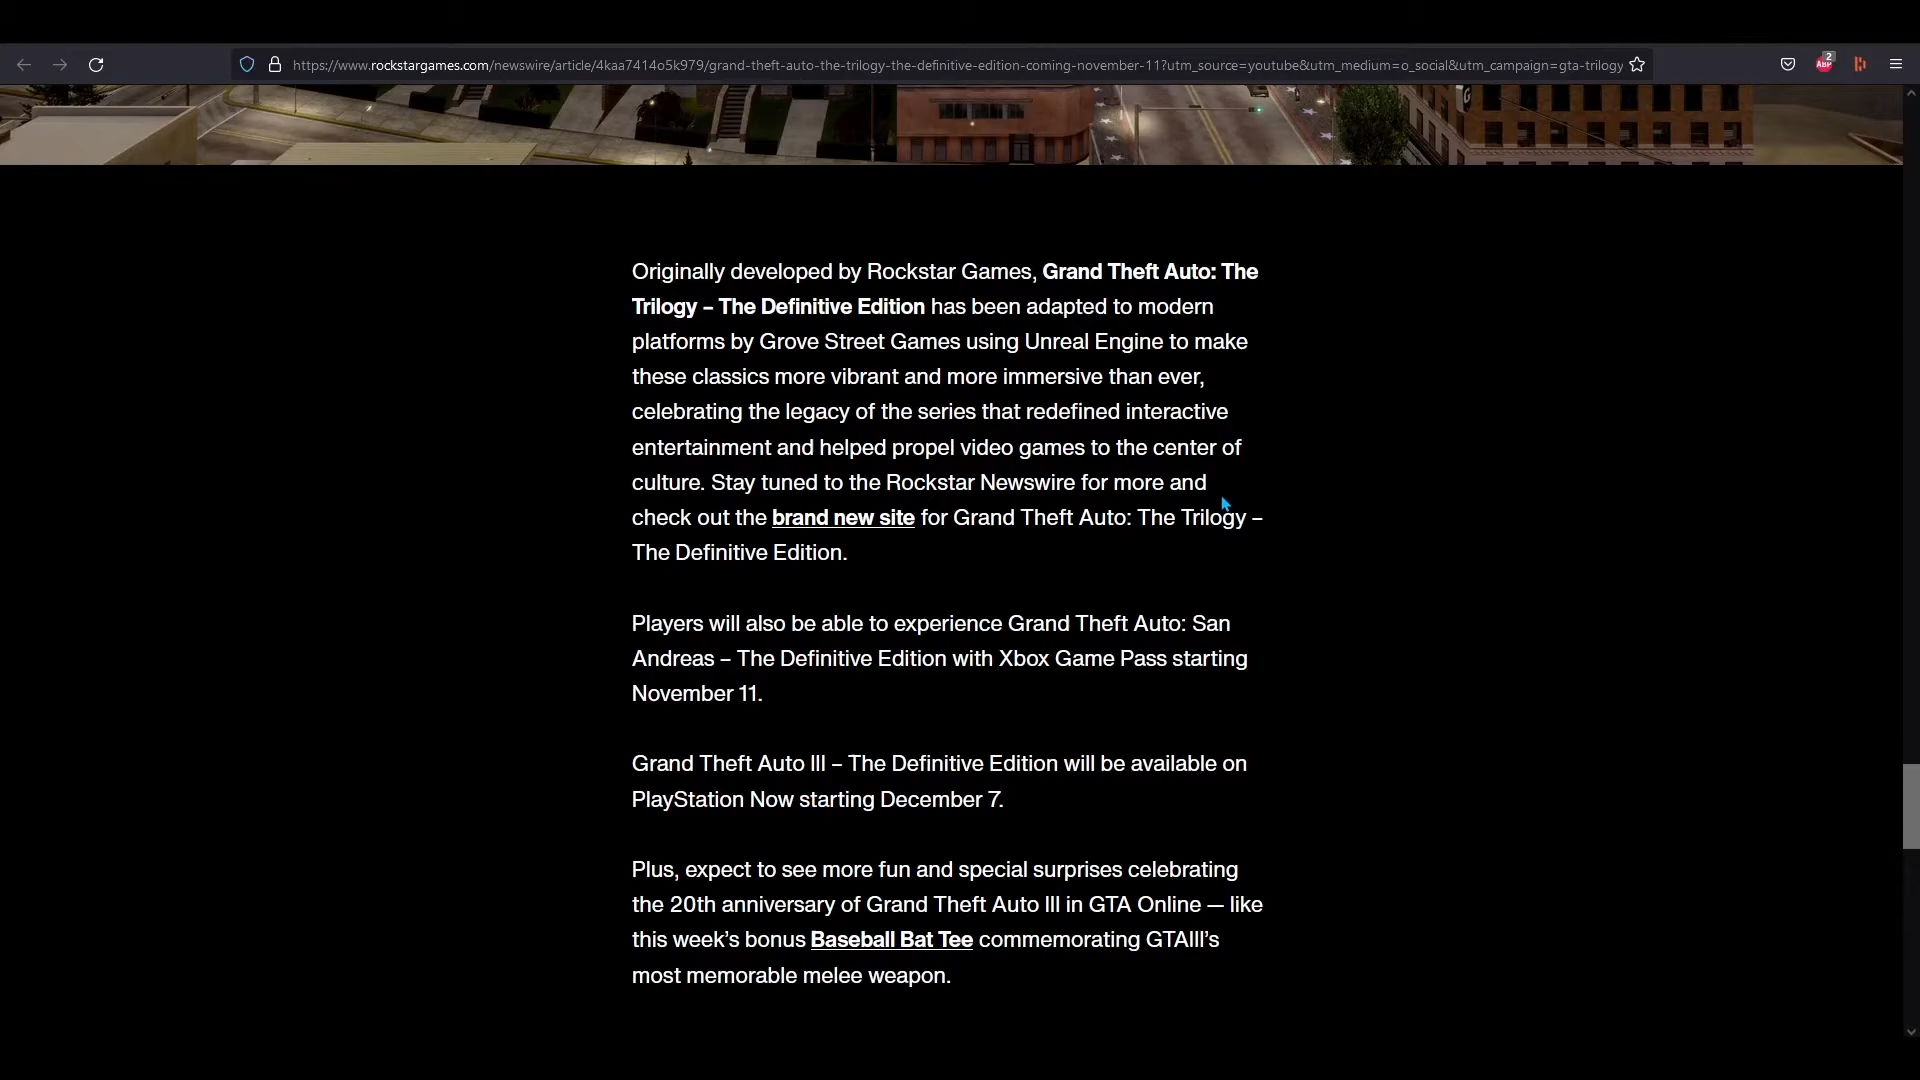 2
ABP
https://www.rockstargames.com/newswire/article/4kaa7414o5k979/grand-theft-auto-the-trilogy-the-definitive-edition-coming-november-11?utm_source=youtube&utm_medium=o_social&utm_campaign=gta-trilogy
G
Originally developed by Rockstar Games, Grand Theft Auto: The
Trilogy – The Definitive Edition has been adapted to modern
platforms by Grove Street Games using Unreal Engine to make
these classics more vibrant and more immersive than ever,
celebrating the legacy of the series that redefined interactive
entertainment and helped propel video games to the center of
culture. Stay tuned to the Rockstar Newswire for more and
check out the brand new site for Grand Theft Auto: The Trilogy –
The Definitive Edition.
Players will also be able to experience Grand Theft Auto: San
Andreas – The Definitive Edition with Xbox Game Pass starting
November 11.
Grand Theft Auto III – The Definitive Edition will be available on
PlayStation Now starting December 7.
Plus, expect to see more fun and special surprises celebrating
the 20th anniversary of Grand Theft Auto III in GTA Online — like
this week’s bonus Baseball Bat Tee commemorating GTAIII’s
most memorable melee weapon.